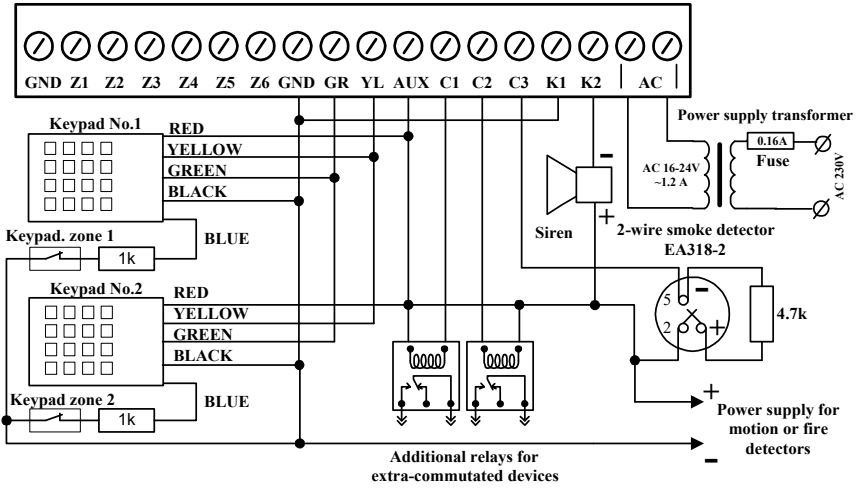 GND Z1 Z2 Z3 Z4 Z5 Z6 GND GR YL AUX C1 C2 C3 K1 K2 AC
Keypad No.1
RED
YELLOW
GREEN
BLACK
BLUE
Keypad. zone 1
1k
Keypad No.2
RED
YELLOW
GREEN
BLACK
BLUE
Keypad zone 2
1k
Power supply transformer
0.16A
Fuse
AC 16-24V
~1.2 A
AC 230V
-
+
Siren
2-wire smoke detector
EA318-2
5
-
2
+
4.7k
+
Power supply for
motion or fire
detectors
-
Additional relays for
extra-commutated devices